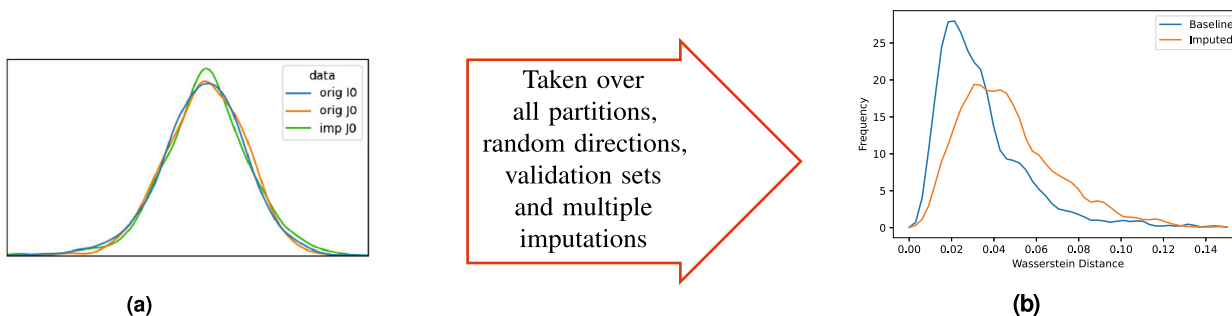 data
orig I0
orig J0
imp J0
(a)
Taken over
all partitions,
random directions,
validation sets
and multiple
imputations
Baseline
Imputed
Frequency
25
20
15
10
5
0
0.00 0.02 0.04 0.06 0.08 0.10 0.12 0.14
Wasserstein Distance
(b)